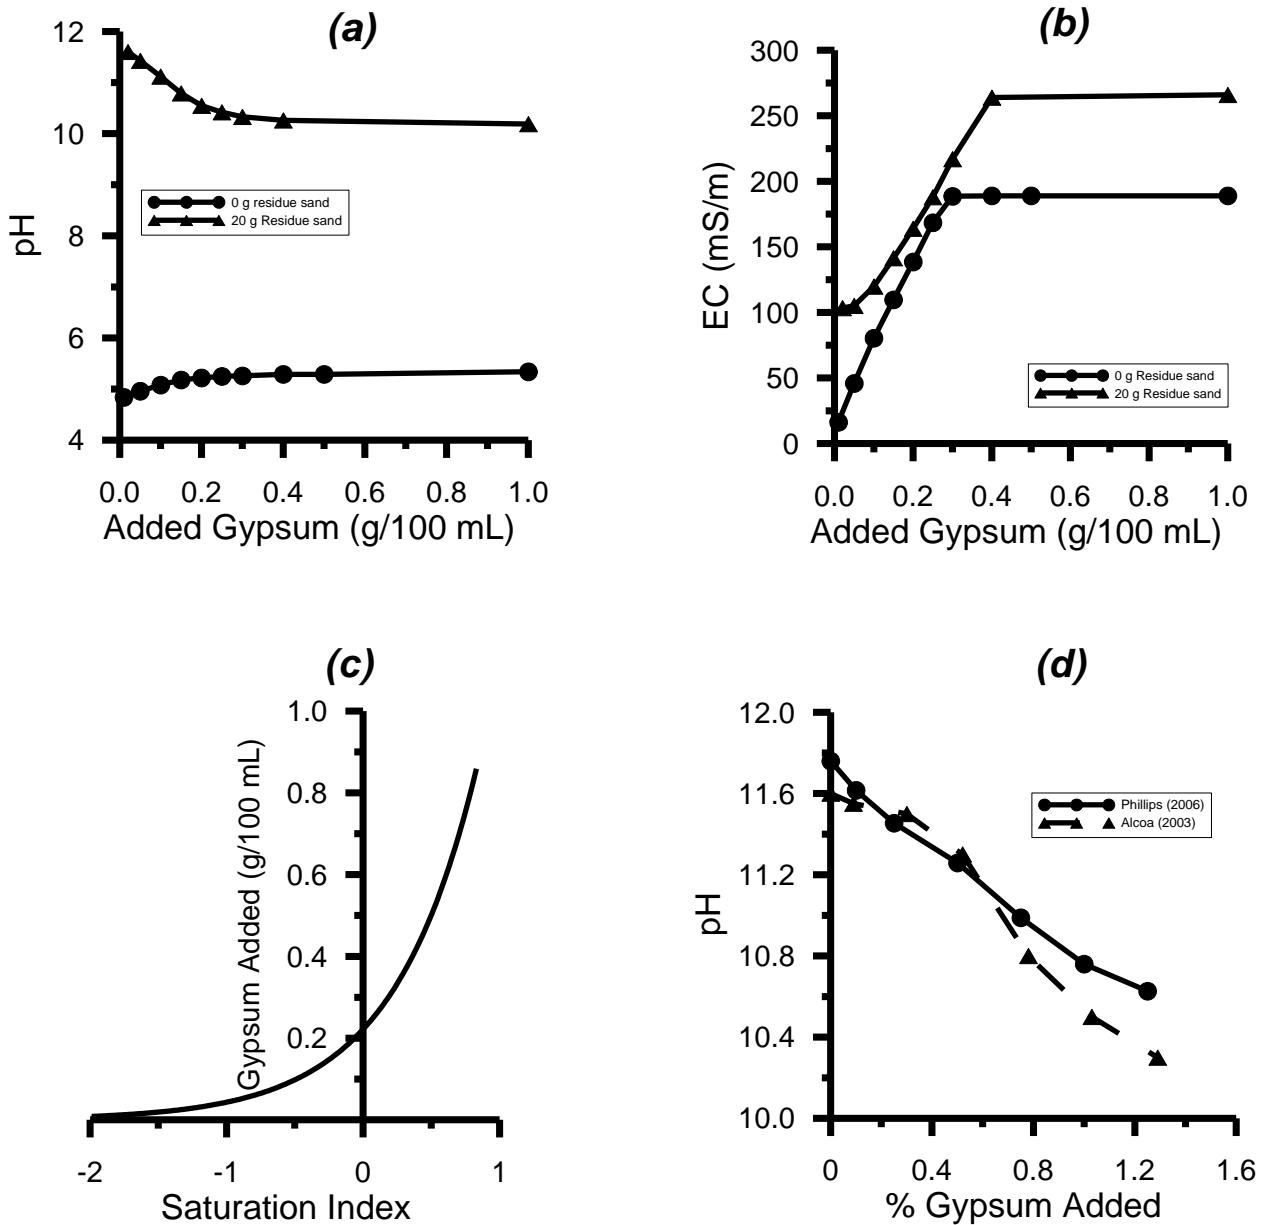 (a)
12
10
8
6
4
pH
0 g residue sand
20 g Residue sand
0.0 0.2 0.4 0.6 0.8 1.0
Added Gypsum (g/100 mL)
(b)
300
250
200
150
100
50
0
EC (mS/m)
0 g Residue sand
20 g Residue sand
0.0 0.2 0.4 0.6 0.8 1.0
Added Gypsum (g/100 mL)
(c)
1.0
0.8
0.6
0.4
0.2
Gypsum Added (g/100 mL)
-2 -1 0 1
Saturation Index
(d)
12.0
11.6
11.2
10.8
10.4
10.0
pH
Phillips (2006)
Alcoa (2003)
0 0.4 0.8 1.2 1.6
% Gypsum Added